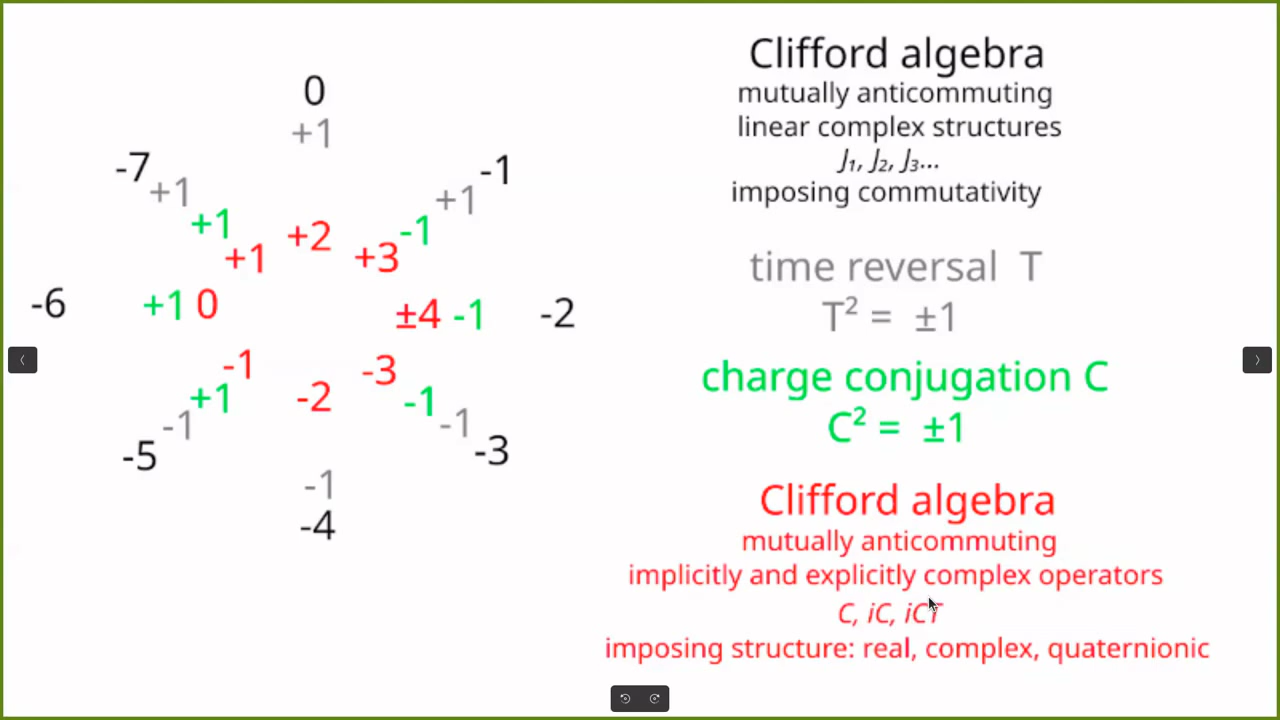 0
+1
-7
+1
+1
+1
+2
-1
+1
-1
+3
-6
+1 0
±4 -1
-2
-1
+1
-1
-5
-2
-3
-1
-1
-3
-1
-4
Clifford algebra
mutually anticommuting
linear complex structures
J₁, J₂, J₃...
imposing commutativity
time reversal T
T² = ±1
charge conjugation C
C² = ±1
Clifford algebra
mutually anticommuting
implicitly and explicitly complex operators
C, iC, iCT
imposing structure: real, complex, quaternionic